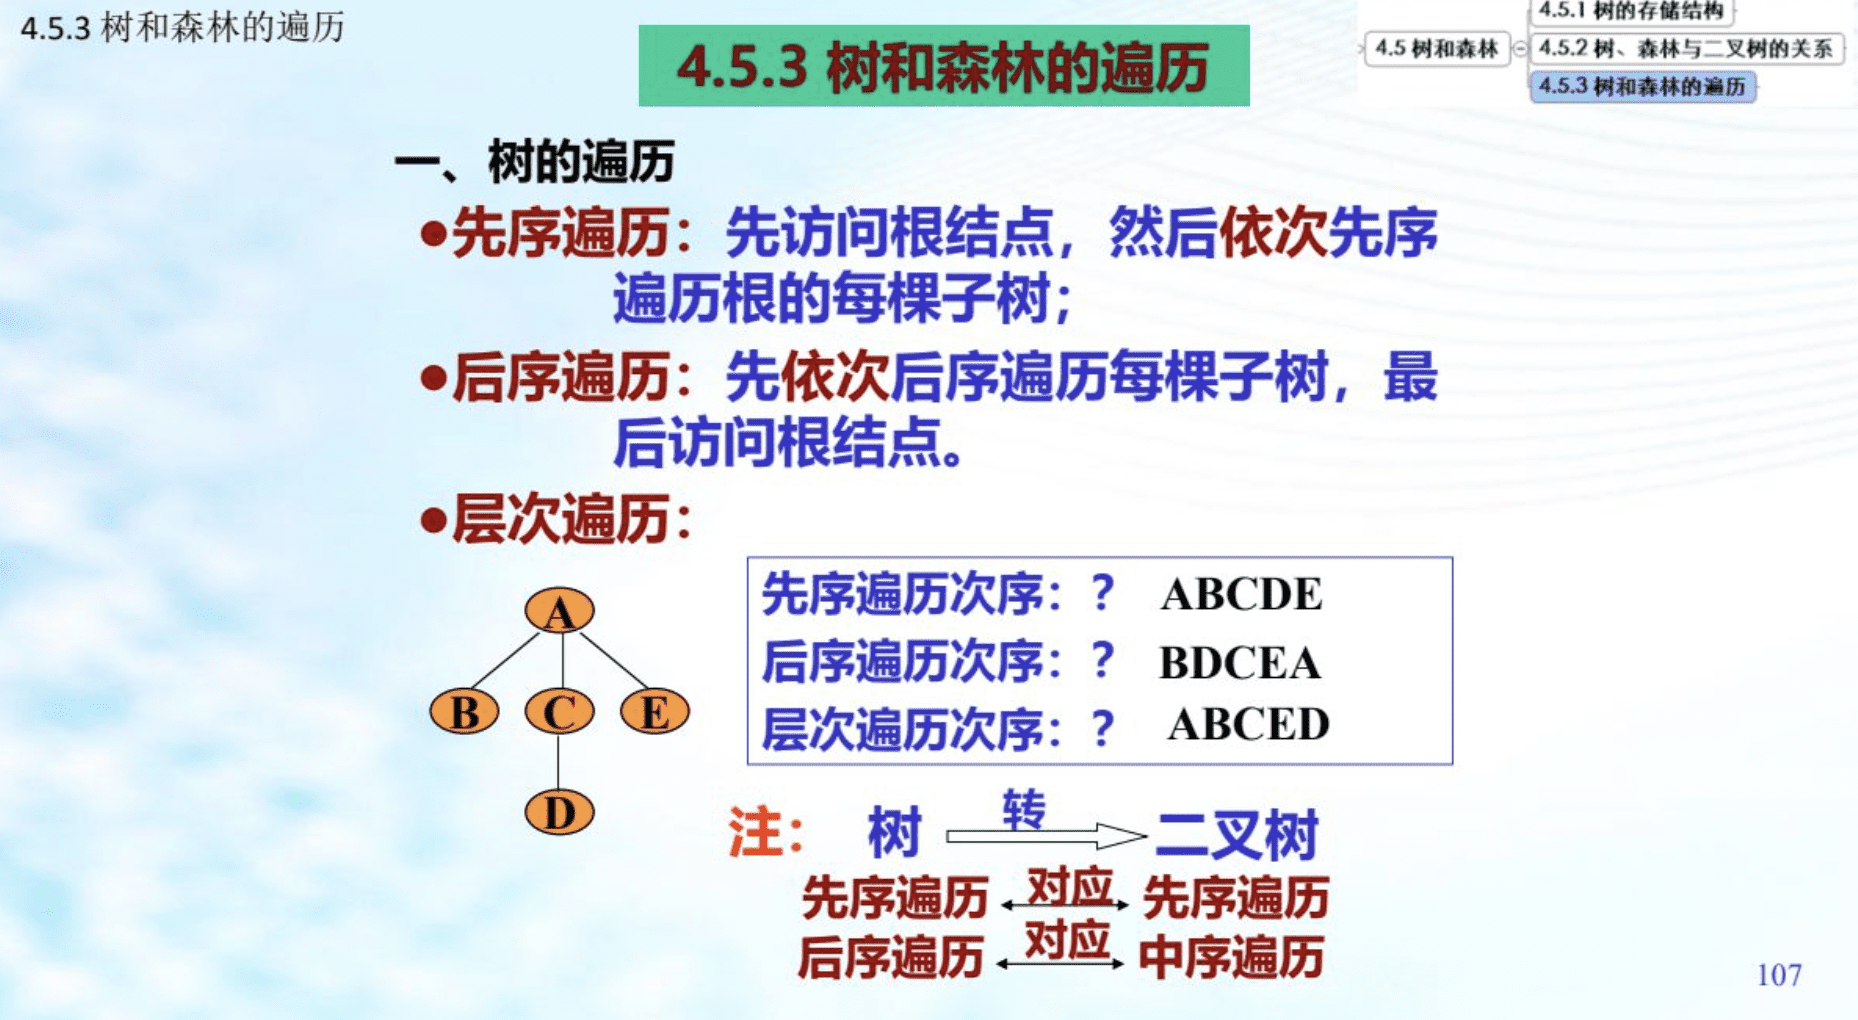 4.5.3 树和森林的遍历
4.5.3 树和森林的遍历
4.5 树和森林
4.5.1 树的存储结构
4.5.2 树、森林与二叉树的关系
4.5.3 树和森林的遍历
一、树的遍历
●先序遍历：先访问根结点，然后依次先序
遍历根的每棵子树；
●后序遍历：先依次后序遍历每棵子树，最
后访问根结点。
●层次遍历：
A
B C E
D
先序遍历次序：？ ABCDE
后序遍历次序：？ BDCEA
层次遍历次序：？ ABCED
注： 树 转 二叉树
先序遍历 对应 先序遍历
后序遍历 对应 中序遍历
107